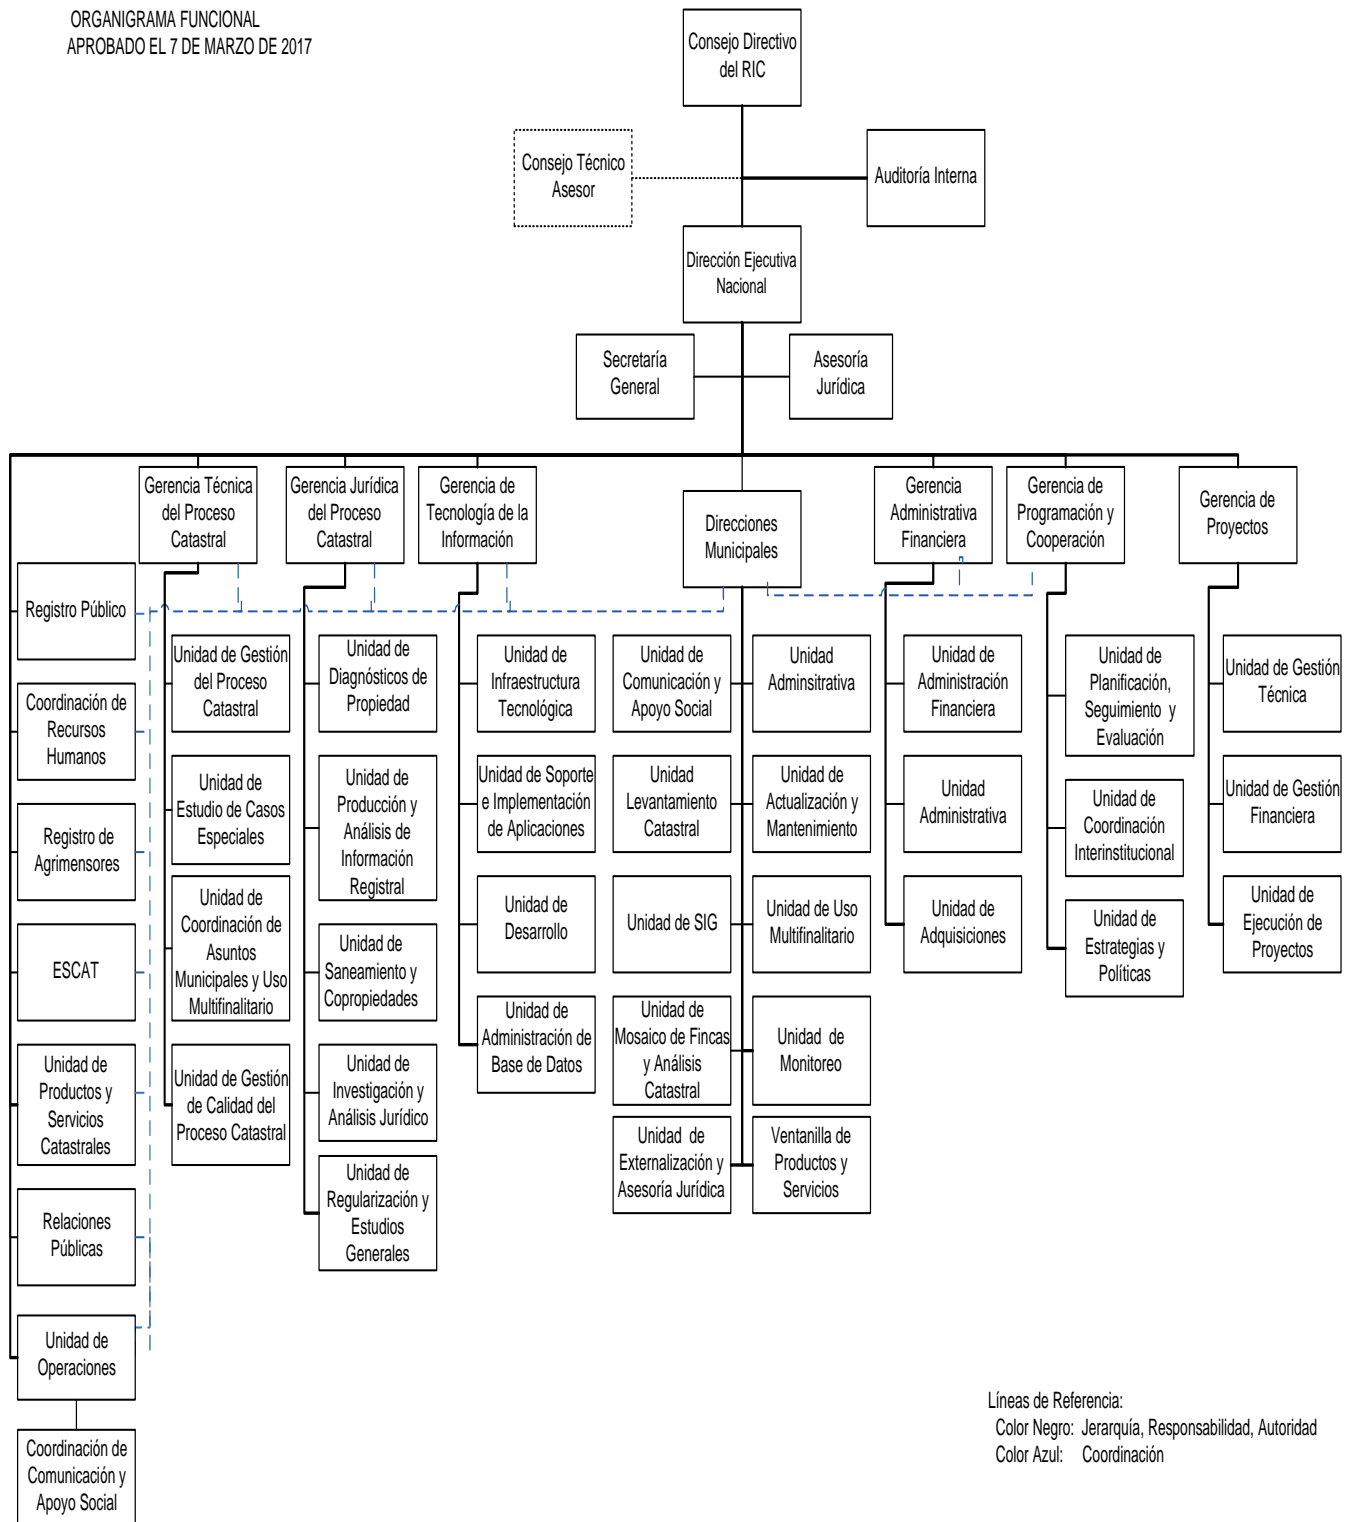 ORGANIGRAMA FUNCIONAL
APROBADO EL 7 DE MARZO DE 2017
Consejo Directivo
del RIC
Consejo Técnico
Asesor
Auditoría Interna
Dirección Ejecutiva
Nacional
Secretaría
General
Asesoría
Jurídica
Gerencia Técnica
del Proceso
Catastral
Gerencia Jurídica
del Proceso
Catastral
Gerencia de
Tecnología de la
Información
Direcciones
Municipales
Gerencia
Administrativa
Financiera
Gerencia de
Programación y
Cooperación
Gerencia de
Proyectos
Registro Público
Coordinación de
Recursos
Humanos
Registro de
Agrimensores
ESCAT
Unidad de
Productos y
Servicios
Catastrales
Relaciones
Públicas
Unidad de
Operaciones
Coordinación de
Comunicación y
Apoyo Social
Unidad de Gestión
del Proceso
Catastral
Unidad de
Estudio de Casos
Especiales
Unidad de
Coordinación de
Asuntos
Municipales y Uso
Multifinalitario
Unidad de Gestión
de Calidad del
Proceso Catastral
Unidad de
Diagnósticos de
Propiedad
Unidad de
Producción y
Análisis de
Información
Registral
Unidad de
Saneamiento y
Copropiedades
Unidad de
Investigación y
Análisis Jurídico
Unidad de
Regularización y
Estudios
Generales
Unidad de
Infraestructura
Tecnológica
Unidad de Soporte
e Implementación
de Aplicaciones
Unidad de
Desarrollo
Unidad de
Administración de
Base de Datos
Unidad de
Comunicación y
Apoyo Social
Unidad
Levantamiento
Catastral
Unidad de SIG
Unidad de
Mosaico de Fincas
y Análisis
Catastral
Unidad de
Externalización y
Asesoría Jurídica
Unidad
Adminsitrativa
Unidad de
Actualización y
Mantenimiento
Unidad de Uso
Multifinalitario
Unidad de
Monitoreo
Ventanilla de
Productos y
Servicios
Unidad de
Administración
Financiera
Unidad
Administrativa
Unidad de
Adquisiciones
Unidad de
Planificación,
Seguimiento y
Evaluación
Unidad de
Coordinación
Interinstitucional
Unidad de
Estrategias y
Políticas
Unidad de Gestión
Técnica
Unidad de Gestión
Financiera
Unidad de
Ejecución de
Proyectos
Líneas de Referencia:
Color Negro: Jerarquía, Responsabilidad, Autoridad
Color Azul: Coordinación